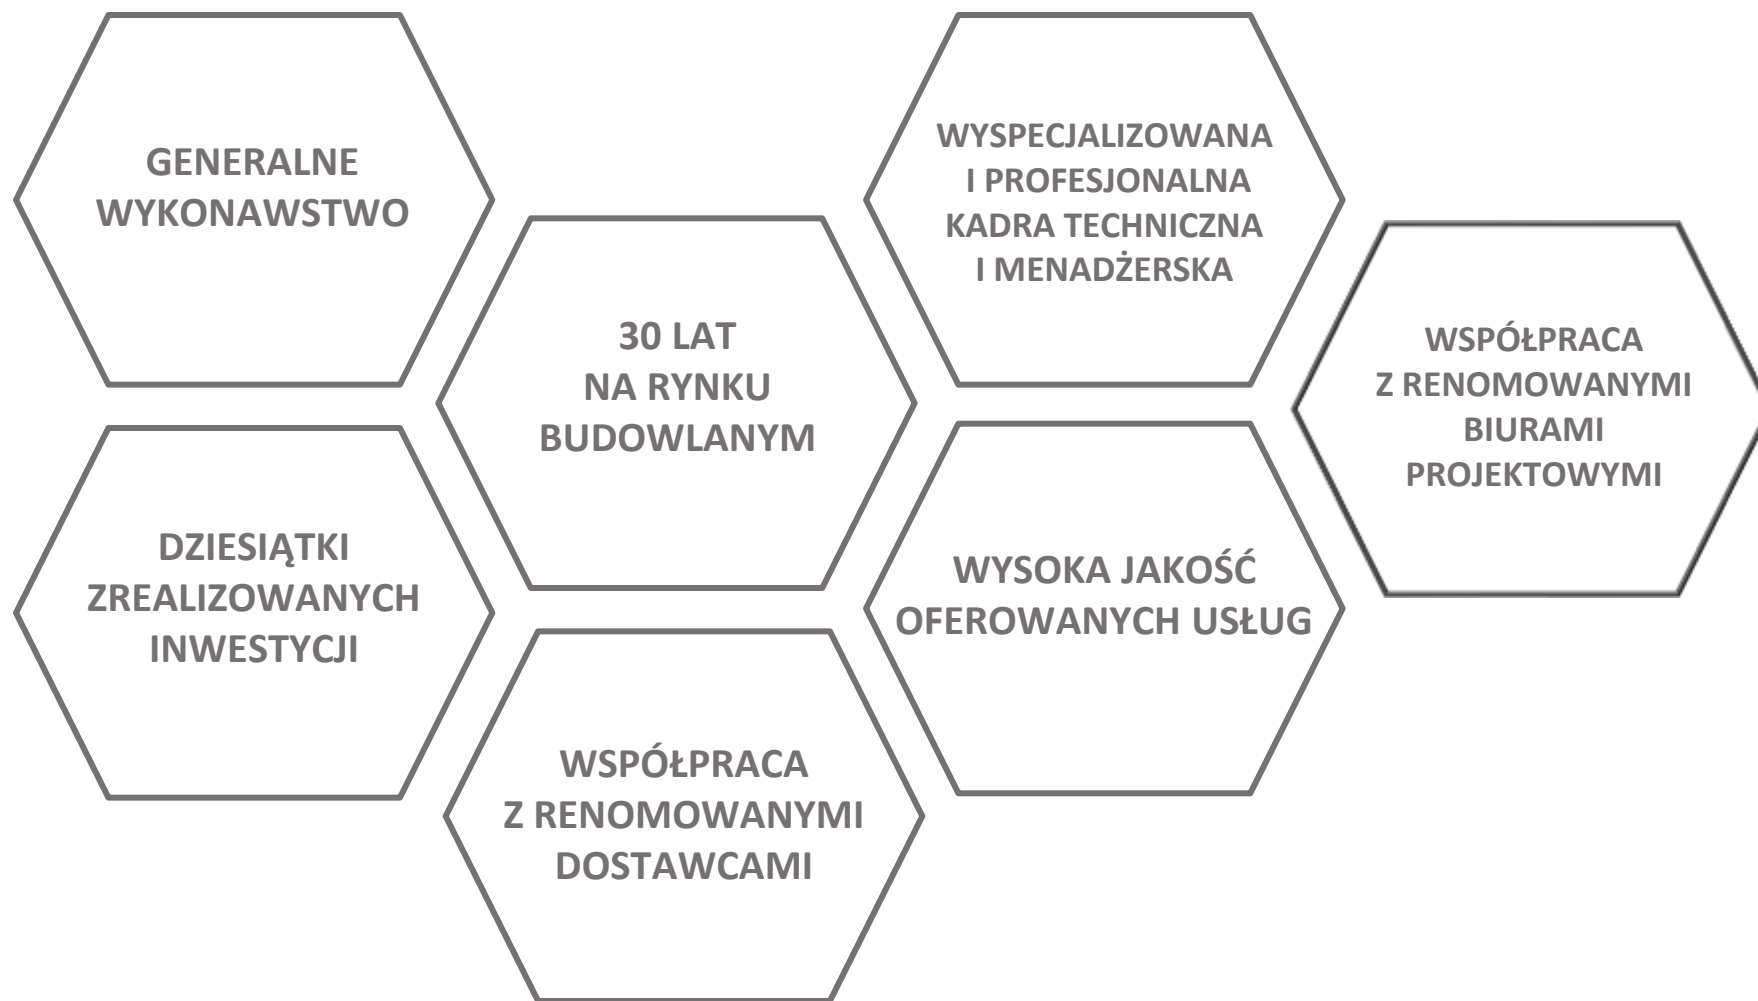 GENERALNE
WYKONAWSTWO
30 LAT
NA RYNKU
BUDOWLANYM
WYSPECJALIZOWANA
I PROFESJONALNA
KADRA TECHNICZNA
I MENADŻERSKA
WSPÓŁPRACA
Z RENOMOWANYMI
BIURAMI
PROJEKTOWYMI
DZIESIĄTKI
ZREALIZOWANYCH
INWESTYCJI
WSPÓŁPRACA
Z RENOMOWANYMI
DOSTAWCAMI
WYSOKA JAKOŚĆ
OFEROWANYCH USŁUG